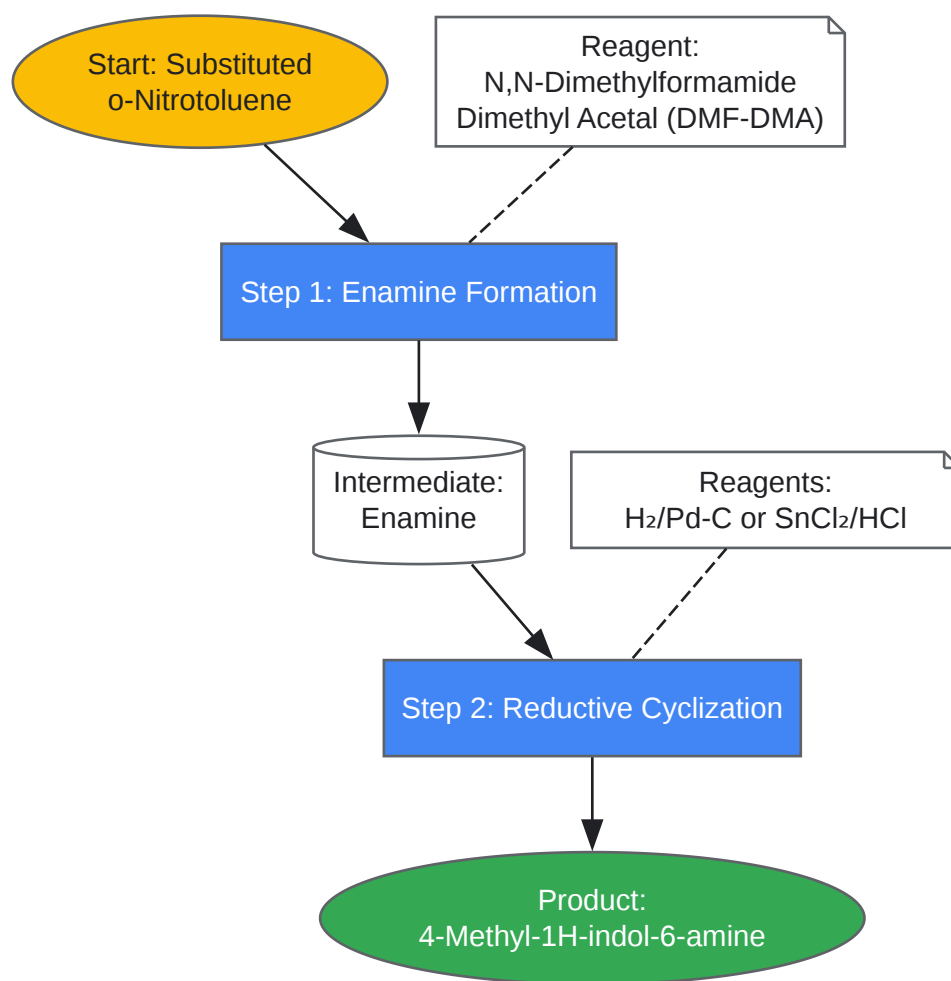 Start: Substituted
o-Nitrotoluene
Reagent:
N,N-Dimethylformamide
Dimethyl Acetal (DMF-DMA)
Step 1: Enamine Formation
Intermediate:
Enamine
Reagents:
H₂/Pd-C or SnCl₂/HCl
Step 2: Reductive Cyclization
Product:
4-Methyl-1H-indol-6-amine